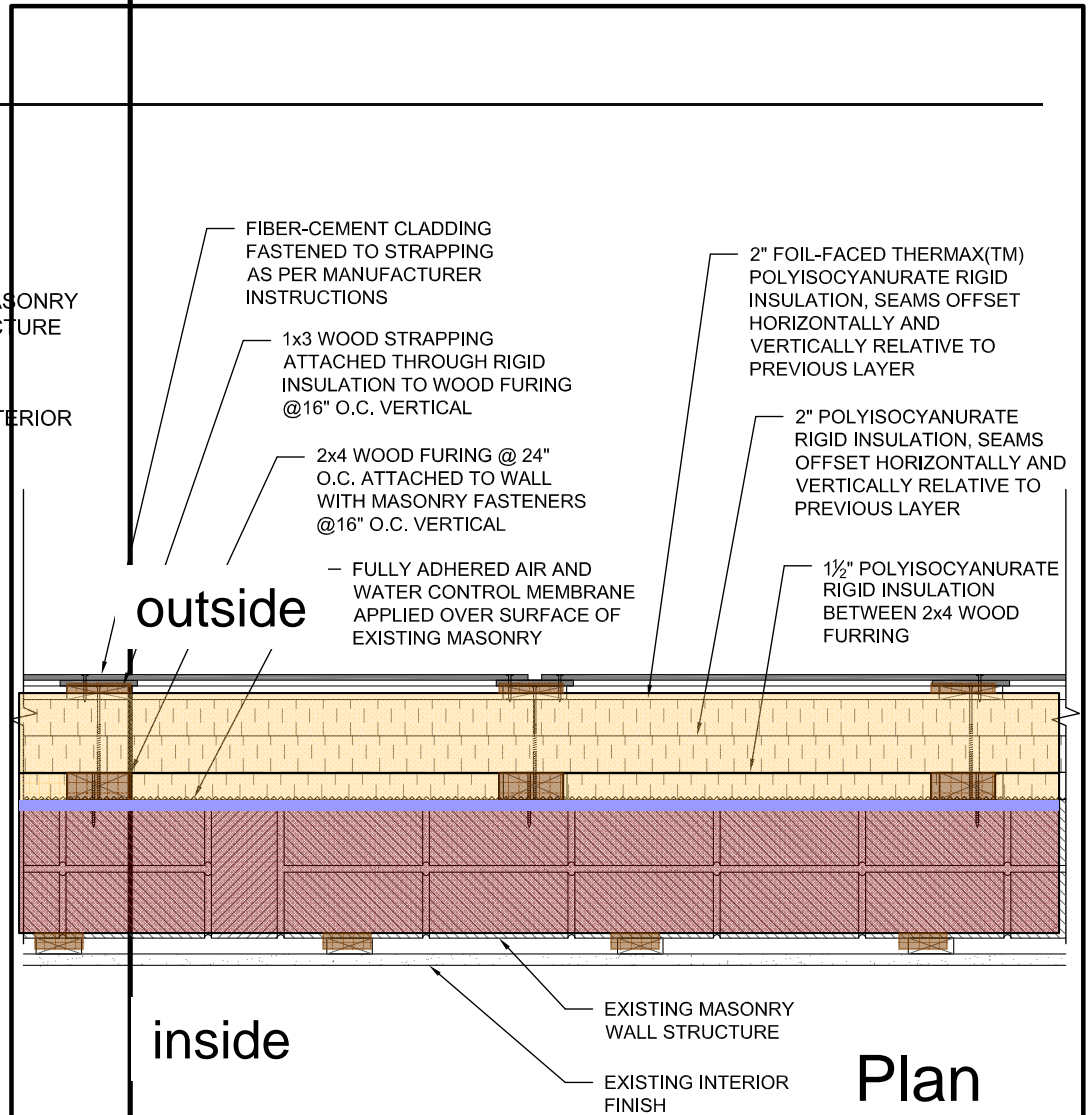 FIBER-CEMENT CLADDING
FASTENED TO STRAPPING
AS PER MANUFACTURER
INSTRUCTIONS
1x3 WOOD STRAPPING
ATTACHED THROUGH RIGID
INSULATION TO WOOD FURING
@16" O.C. VERTICAL
2x4 WOOD FURING @ 24"
O.C. ATTACHED TO WALL
WITH MASONRY FASTENERS
@16" O.C. VERTICAL
FULLY ADHERED AIR AND
WATER CONTROL MEMBRANE
APPLIED OVER SURFACE OF
EXISTING MASONRY
2" FOIL-FACED THERMAX(TM)
POLYISOCYANURATE RIGID
INSULATION, SEAMS OFFSET
HORIZONTALLY AND
VERTICALLY RELATIVE TO
PREVIOUS LAYER
2" POLYISOCYANURATE
RIGID INSULATION, SEAMS
OFFSET HORIZONTALLY AND
VERTICALLY RELATIVE TO
PREVIOUS LAYER
1½" POLYISOCYANURATE
RIGID INSULATION
BETWEEN 2x4 WOOD
FURRING
outside
inside
EXISTING MASONRY
WALL STRUCTURE
EXISTING INTERIOR
FINISH
Plan